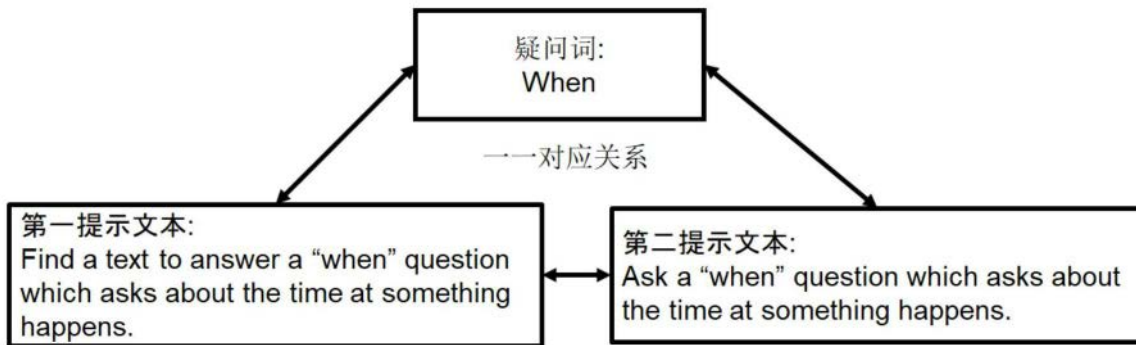 疑问词:
When
一一对应关系
第一提示文本:
Find a text to answer a “when” question
which asks about the time at something
happens.
第二提示文本:
Ask a “when” question which asks about
the time at something happens.